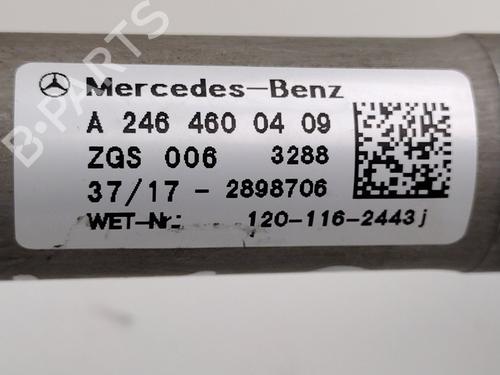 Mercedes-Benz
A 246 460 04 09
ZGS 006 3288
37/17 - 2898706
WET-Nr: 120-116-2443j
B-PARTS